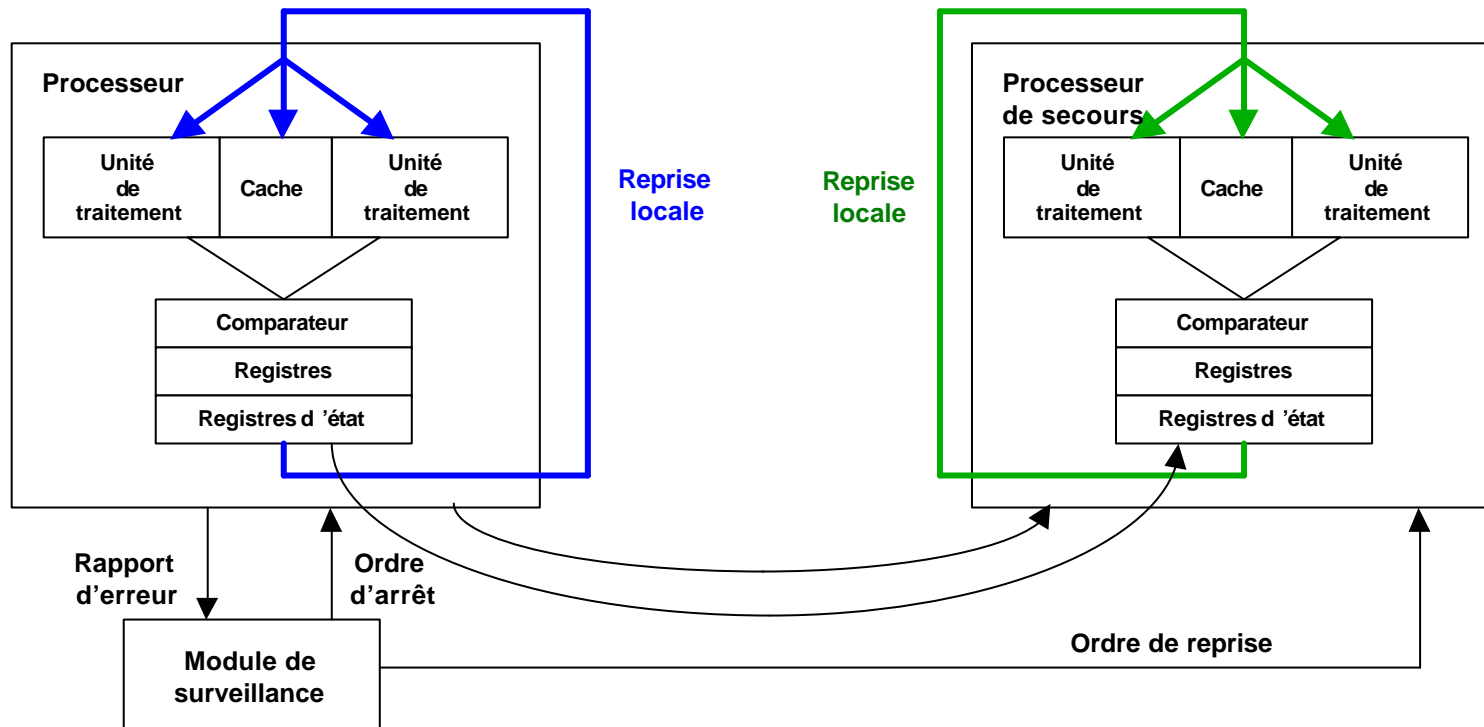 Processeur
Unité
de
traitement
Cache
Unité
de
traitement
Comparateur
Registres
Registres d ’état
Reprise
locale
Reprise
locale
Processeur
de secours
Unité
de
traitement
Cache
Unité
de
traitement
Comparateur
Registres
Registres d ’état
Rapport
d'erreur
Ordre
d’arrêt
Module de
surveillance
Ordre de reprise